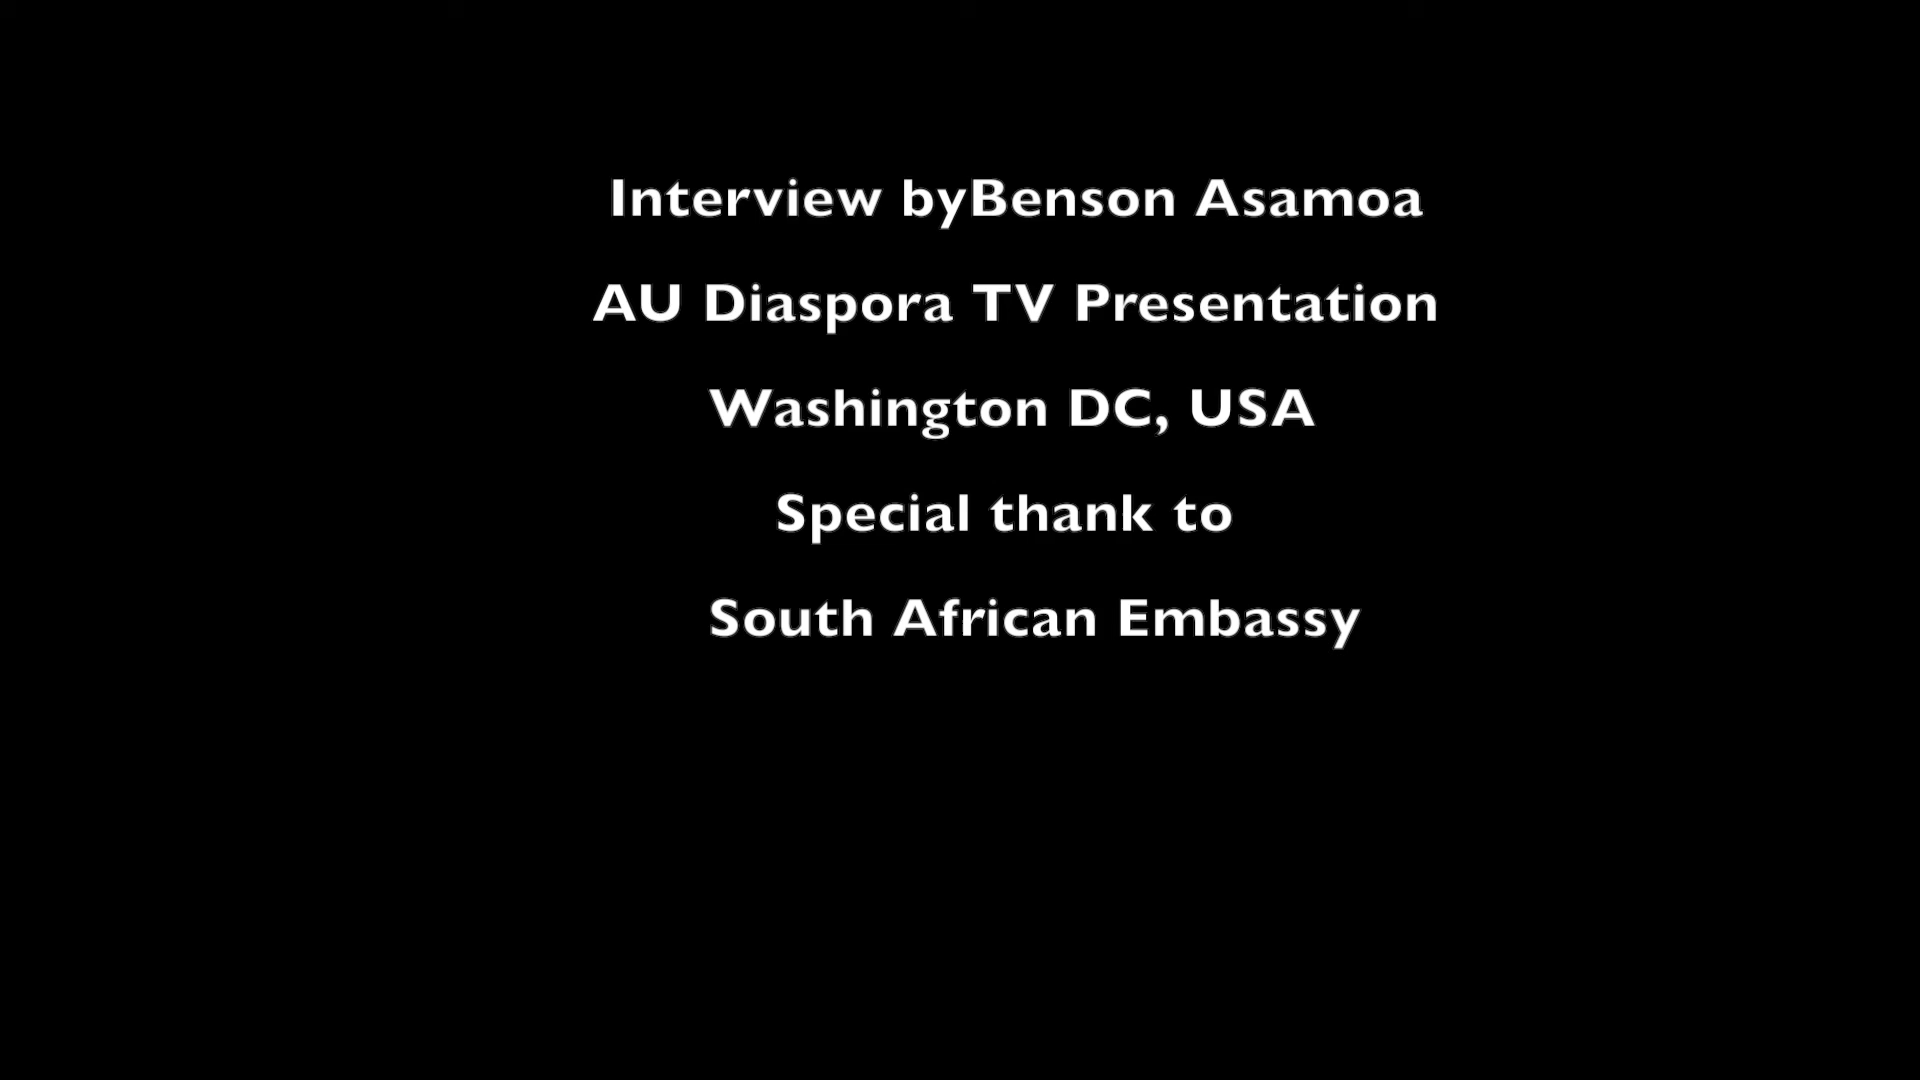 Interview byBenson Asamoa
AU Diaspora TV Presentation
Washington DC, USA
Special thank to
South African Embassy